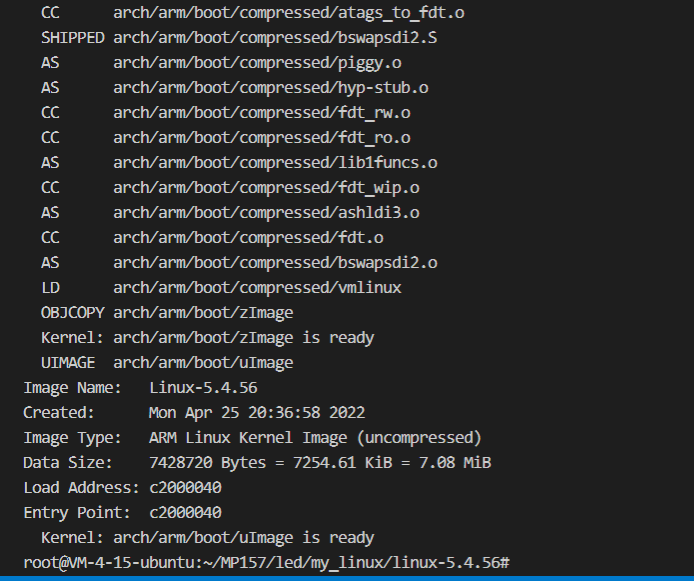 CC      arch/arm/boot/compressed/atags_to_fdt.o
SHIPPED arch/arm/boot/compressed/bswapsdi2.S
AS      arch/arm/boot/compressed/piggy.o
AS      arch/arm/boot/compressed/hyp-stub.o
CC      arch/arm/boot/compressed/fdt_rw.o
CC      arch/arm/boot/compressed/fdt_ro.o
AS      arch/arm/boot/compressed/lib1funcs.o
CC      arch/arm/boot/compressed/fdt_wip.o
AS      arch/arm/boot/compressed/ashldi3.o
CC      arch/arm/boot/compressed/fdt.o
AS      arch/arm/boot/compressed/bswapsdi2.o
LD      arch/arm/boot/compressed/vmlinux
OBJCOPY arch/arm/boot/zImage
Kernel: arch/arm/boot/zImage is ready
UIMAGE  arch/arm/boot/uImage
Image Name:   Linux-5.4.56
Created:      Mon Apr 25 20:36:58 2022
Image Type:   ARM Linux Kernel Image (uncompressed)
Data Size:    7428720 Bytes = 7254.61 KiB = 7.08 MiB
Load Address: c2000040
Entry Point:  c2000040
Kernel: arch/arm/boot/uImage is ready
root@VM-4-15-ubuntu:~/MP157/led/my_linux/linux-5.4.56#